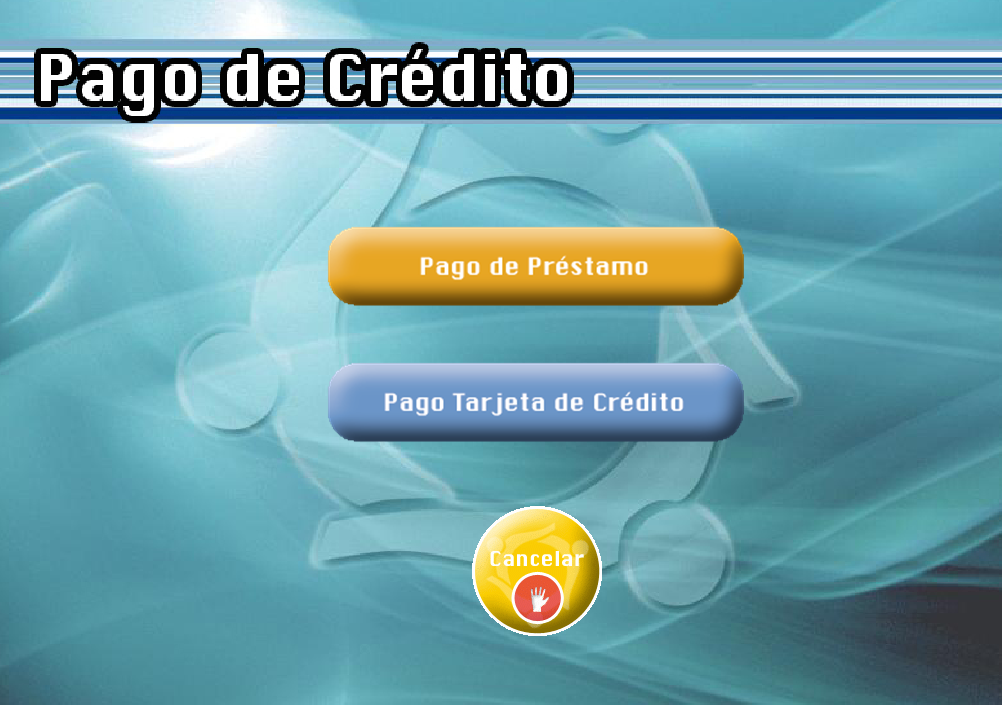 Pago de Crédito
Pago de Préstamo
Pago Tarjeta de Crédito
Cancelar